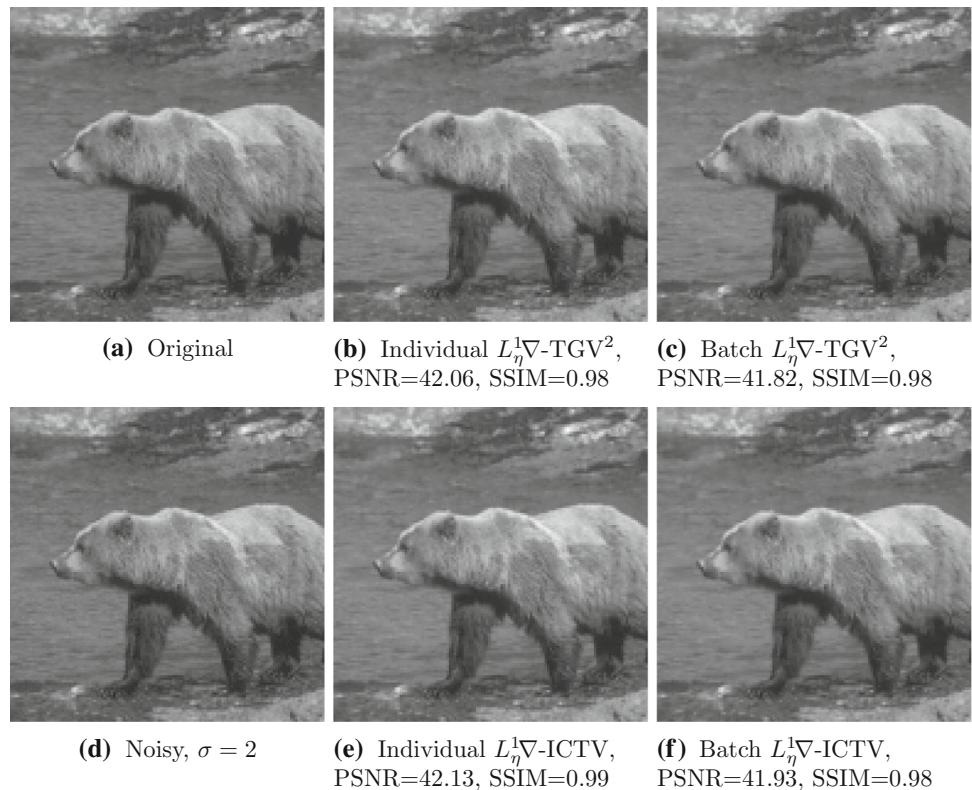 (a) Original
(b) Individual $L^1_\eta\nabla$-TGV$^2$,
PSNR=42.06, SSIM=0.98
(c) Batch $L^1_\eta\nabla$-TGV$^2$,
PSNR=41.82, SSIM=0.98
(d) Noisy, $\sigma = 2$
(e) Individual $L^1_\eta\nabla$-ICTV,
PSNR=42.13, SSIM=0.99
(f) Batch $L^1_\eta\nabla$-ICTV,
PSNR=41.93, SSIM=0.98